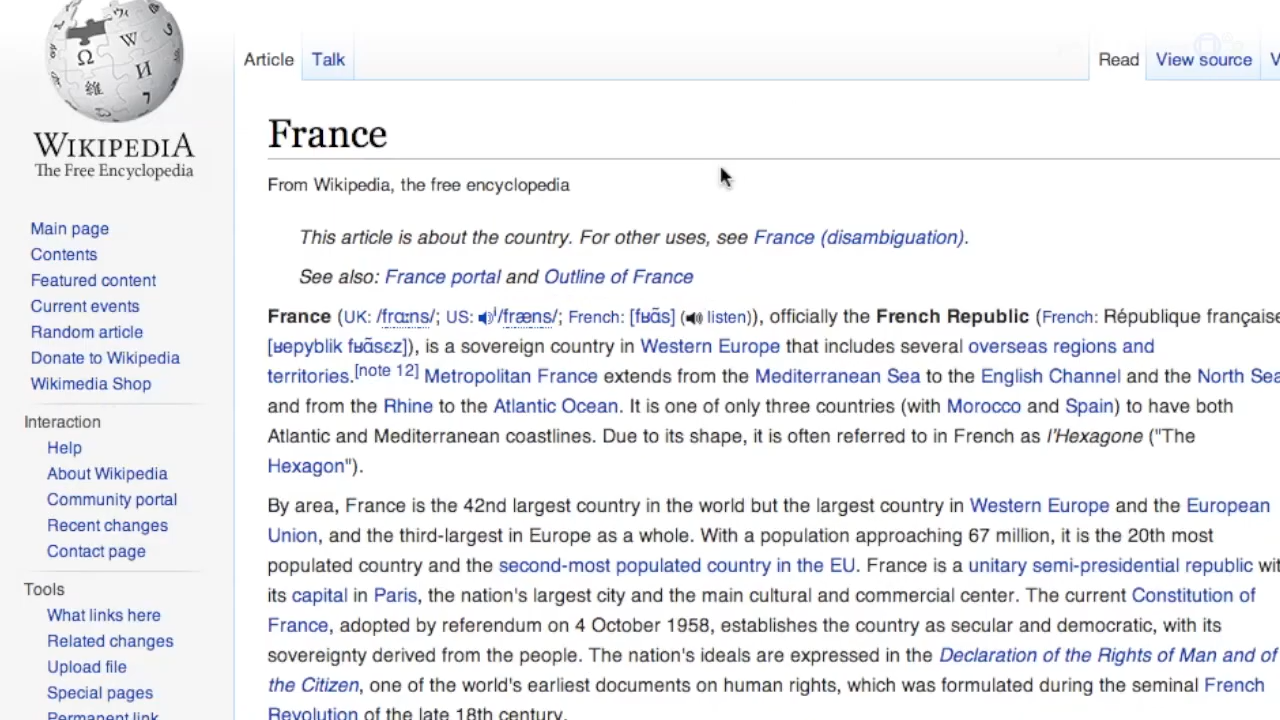 WIKIPEDIA
The Free Encyclopedia
Main page
Contents
Featured content
Current events
Random article
Donate to Wikipedia
Wikimedia Shop
Interaction
Help
About Wikipedia
Community portal
Recent changes
Contact page
Tools
What links here
Related changes
Upload file
Special pages
Permanent link
Article Talk Read View source V
France
From Wikipedia, the free encyclopedia
This article is about the country. For other uses, see France (disambiguation).
See also: France portal and Outline of France
France (UK: /frɑːns/; US: /fræns/; French: [fʁɑ̃s] ( listen)), officially the French Republic (French: République française
[ʁepyblik fʁɑ̃sɛz]), is a sovereign country in Western Europe that includes several overseas regions and
territories.[note 12] Metropolitan France extends from the Mediterranean Sea to the English Channel and the North Sea
and from the Rhine to the Atlantic Ocean. It is one of only three countries (with Morocco and Spain) to have both
Atlantic and Mediterranean coastlines. Due to its shape, it is often referred to in French as l'Hexagone ("The
Hexagon").
By area, France is the 42nd largest country in the world but the largest country in Western Europe and the European
Union, and the third-largest in Europe as a whole. With a population approaching 67 million, it is the 20th most
populated country and the second-most populated country in the EU. France is a unitary semi-presidential republic wit
its capital in Paris, the nation's largest city and the main cultural and commercial center. The current Constitution of
France, adopted by referendum on 4 October 1958, establishes the country as secular and democratic, with its
sovereignty derived from the people. The nation's ideals are expressed in the Declaration of the Rights of Man and of
the Citizen, one of the world's earliest documents on human rights, which was formulated during the seminal French
Revolution of the late 18th century.